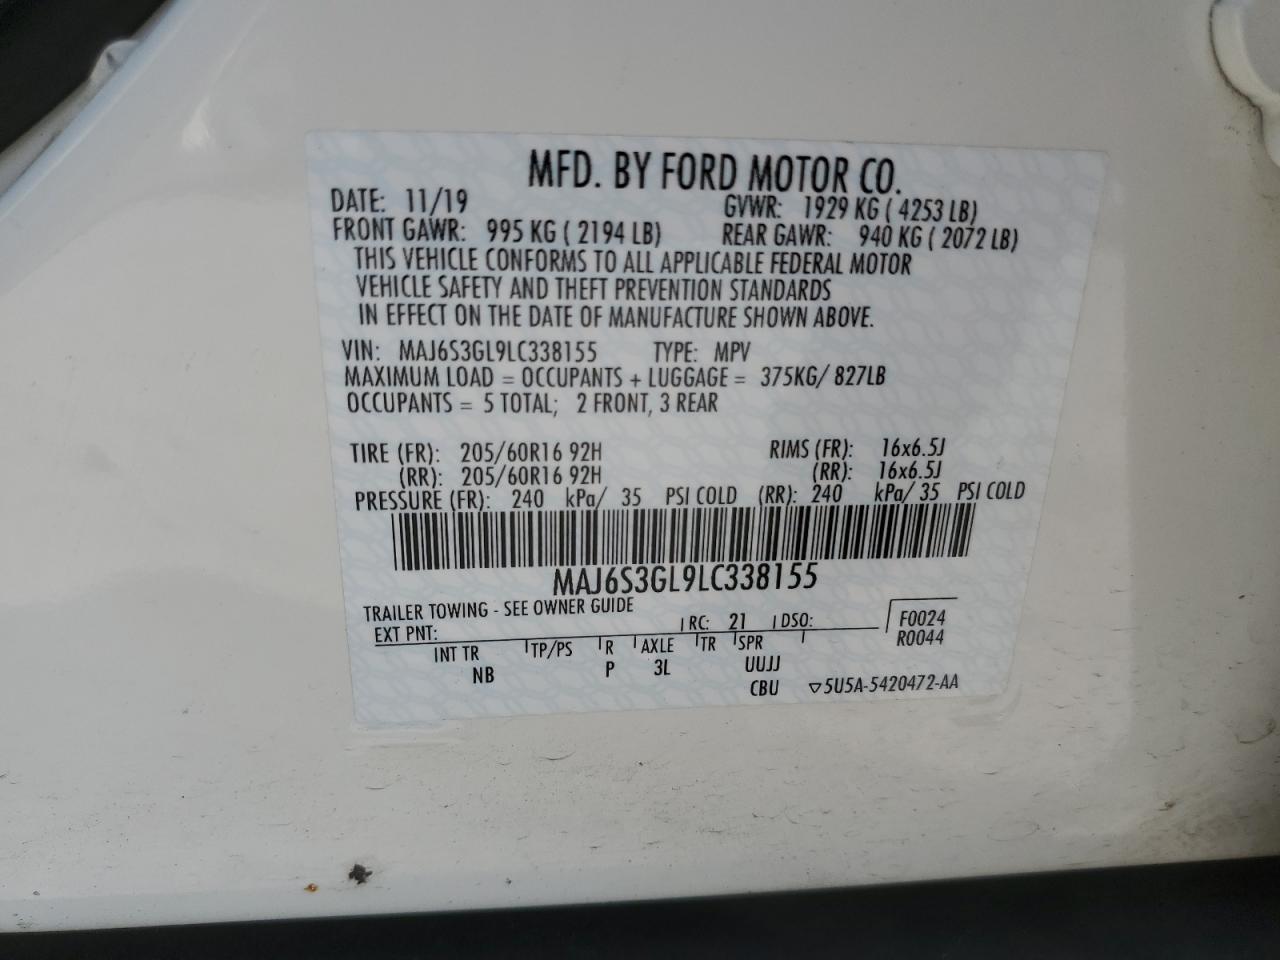 MFD. BY FORD MOTOR CO.
DATE: 11/19 GVWR: 1929 KG ( 4253 LB)
FRONT GAWR: 995 KG ( 2194 LB) REAR GAWR: 940 KG ( 2072 LB)
THIS VEHICLE CONFORMS TO ALL APPLICABLE FEDERAL MOTOR
VEHICLE SAFETY AND THEFT PREVENTION STANDARDS
IN EFFECT ON THE DATE OF MANUFACTURE SHOWN ABOVE.
VIN: MAJ6S3GL9LC338155 TYPE: MPV
MAXIMUM LOAD = OCCUPANTS + LUGGAGE = 375KG/ 827LB
OCCUPANTS = 5 TOTAL; 2 FRONT, 3 REAR
TIRE (FR): 205/60R16 92H RIMS (FR): 16x6.5J
(RR): 205/60R16 92H (RR): 16x6.5J
PRESSURE (FR): 240 kPa/ 35 PSI COLD (RR): 240 kPa/ 35 PSI COLD
MAJ6S3GL9LC338155
TRAILER TOWING - SEE OWNER GUIDE
EXT PNT: RC: 21 DSO: F0024
R0044
INT TR TP/PS R AXLE TR SPR
NB P 3L UUJJ
CBU ▽5U5A-5420472-AA